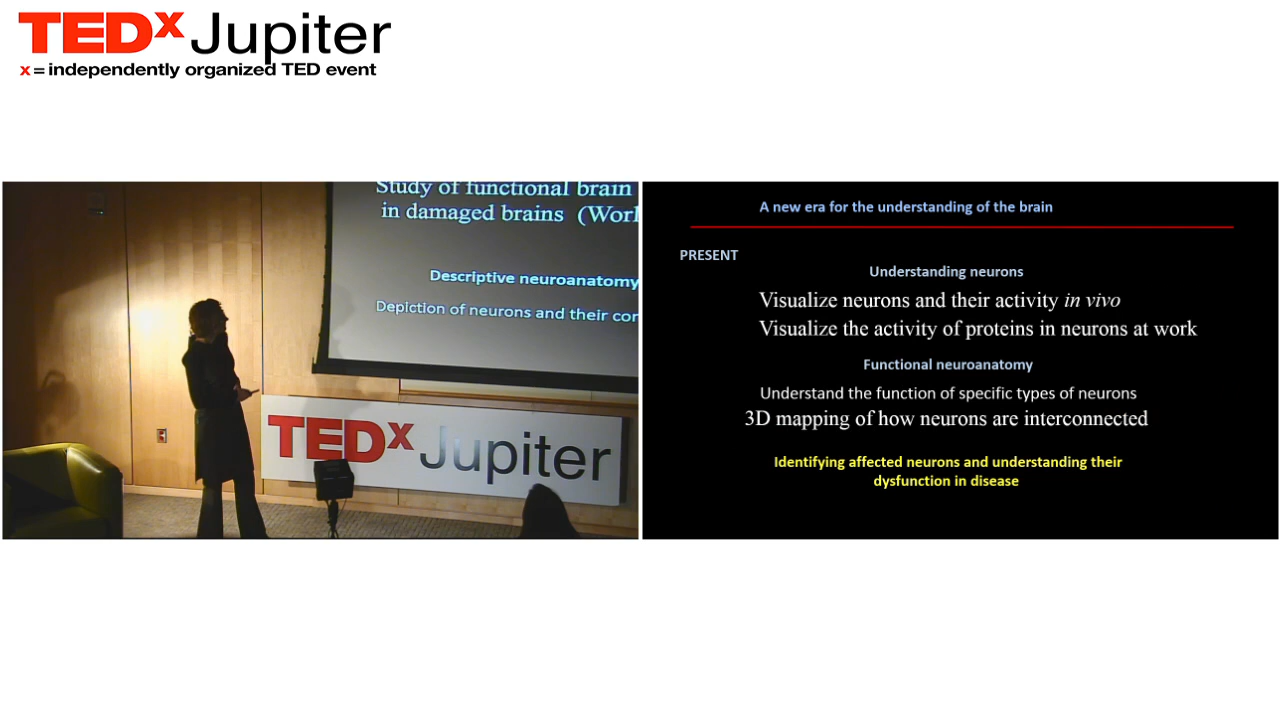 TEDx Jupiter
x = independently organized TED event
Study of functional brain
in damaged brains (Worl
Descriptive neuroanatomy
Depiction of neurons and their cor
TEDx Jupiter
A new era for the understanding of the brain
PRESENT
Understanding neurons
Visualize neurons and their activity in vivo
Visualize the activity of proteins in neurons at work
Functional neuroanatomy
Understand the function of specific types of neurons
3D mapping of how neurons are interconnected
Identifying affected neurons and understanding their
dysfunction in disease